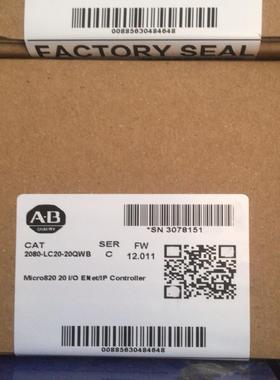 00885630484648
FACTORY SEAL
A-B
QUALITY
*SN 3078151
CAT SER FW
2080-LC20-20QWB C 12.011
Micro820 20 I/O ENet/IP Controller
00885630484648